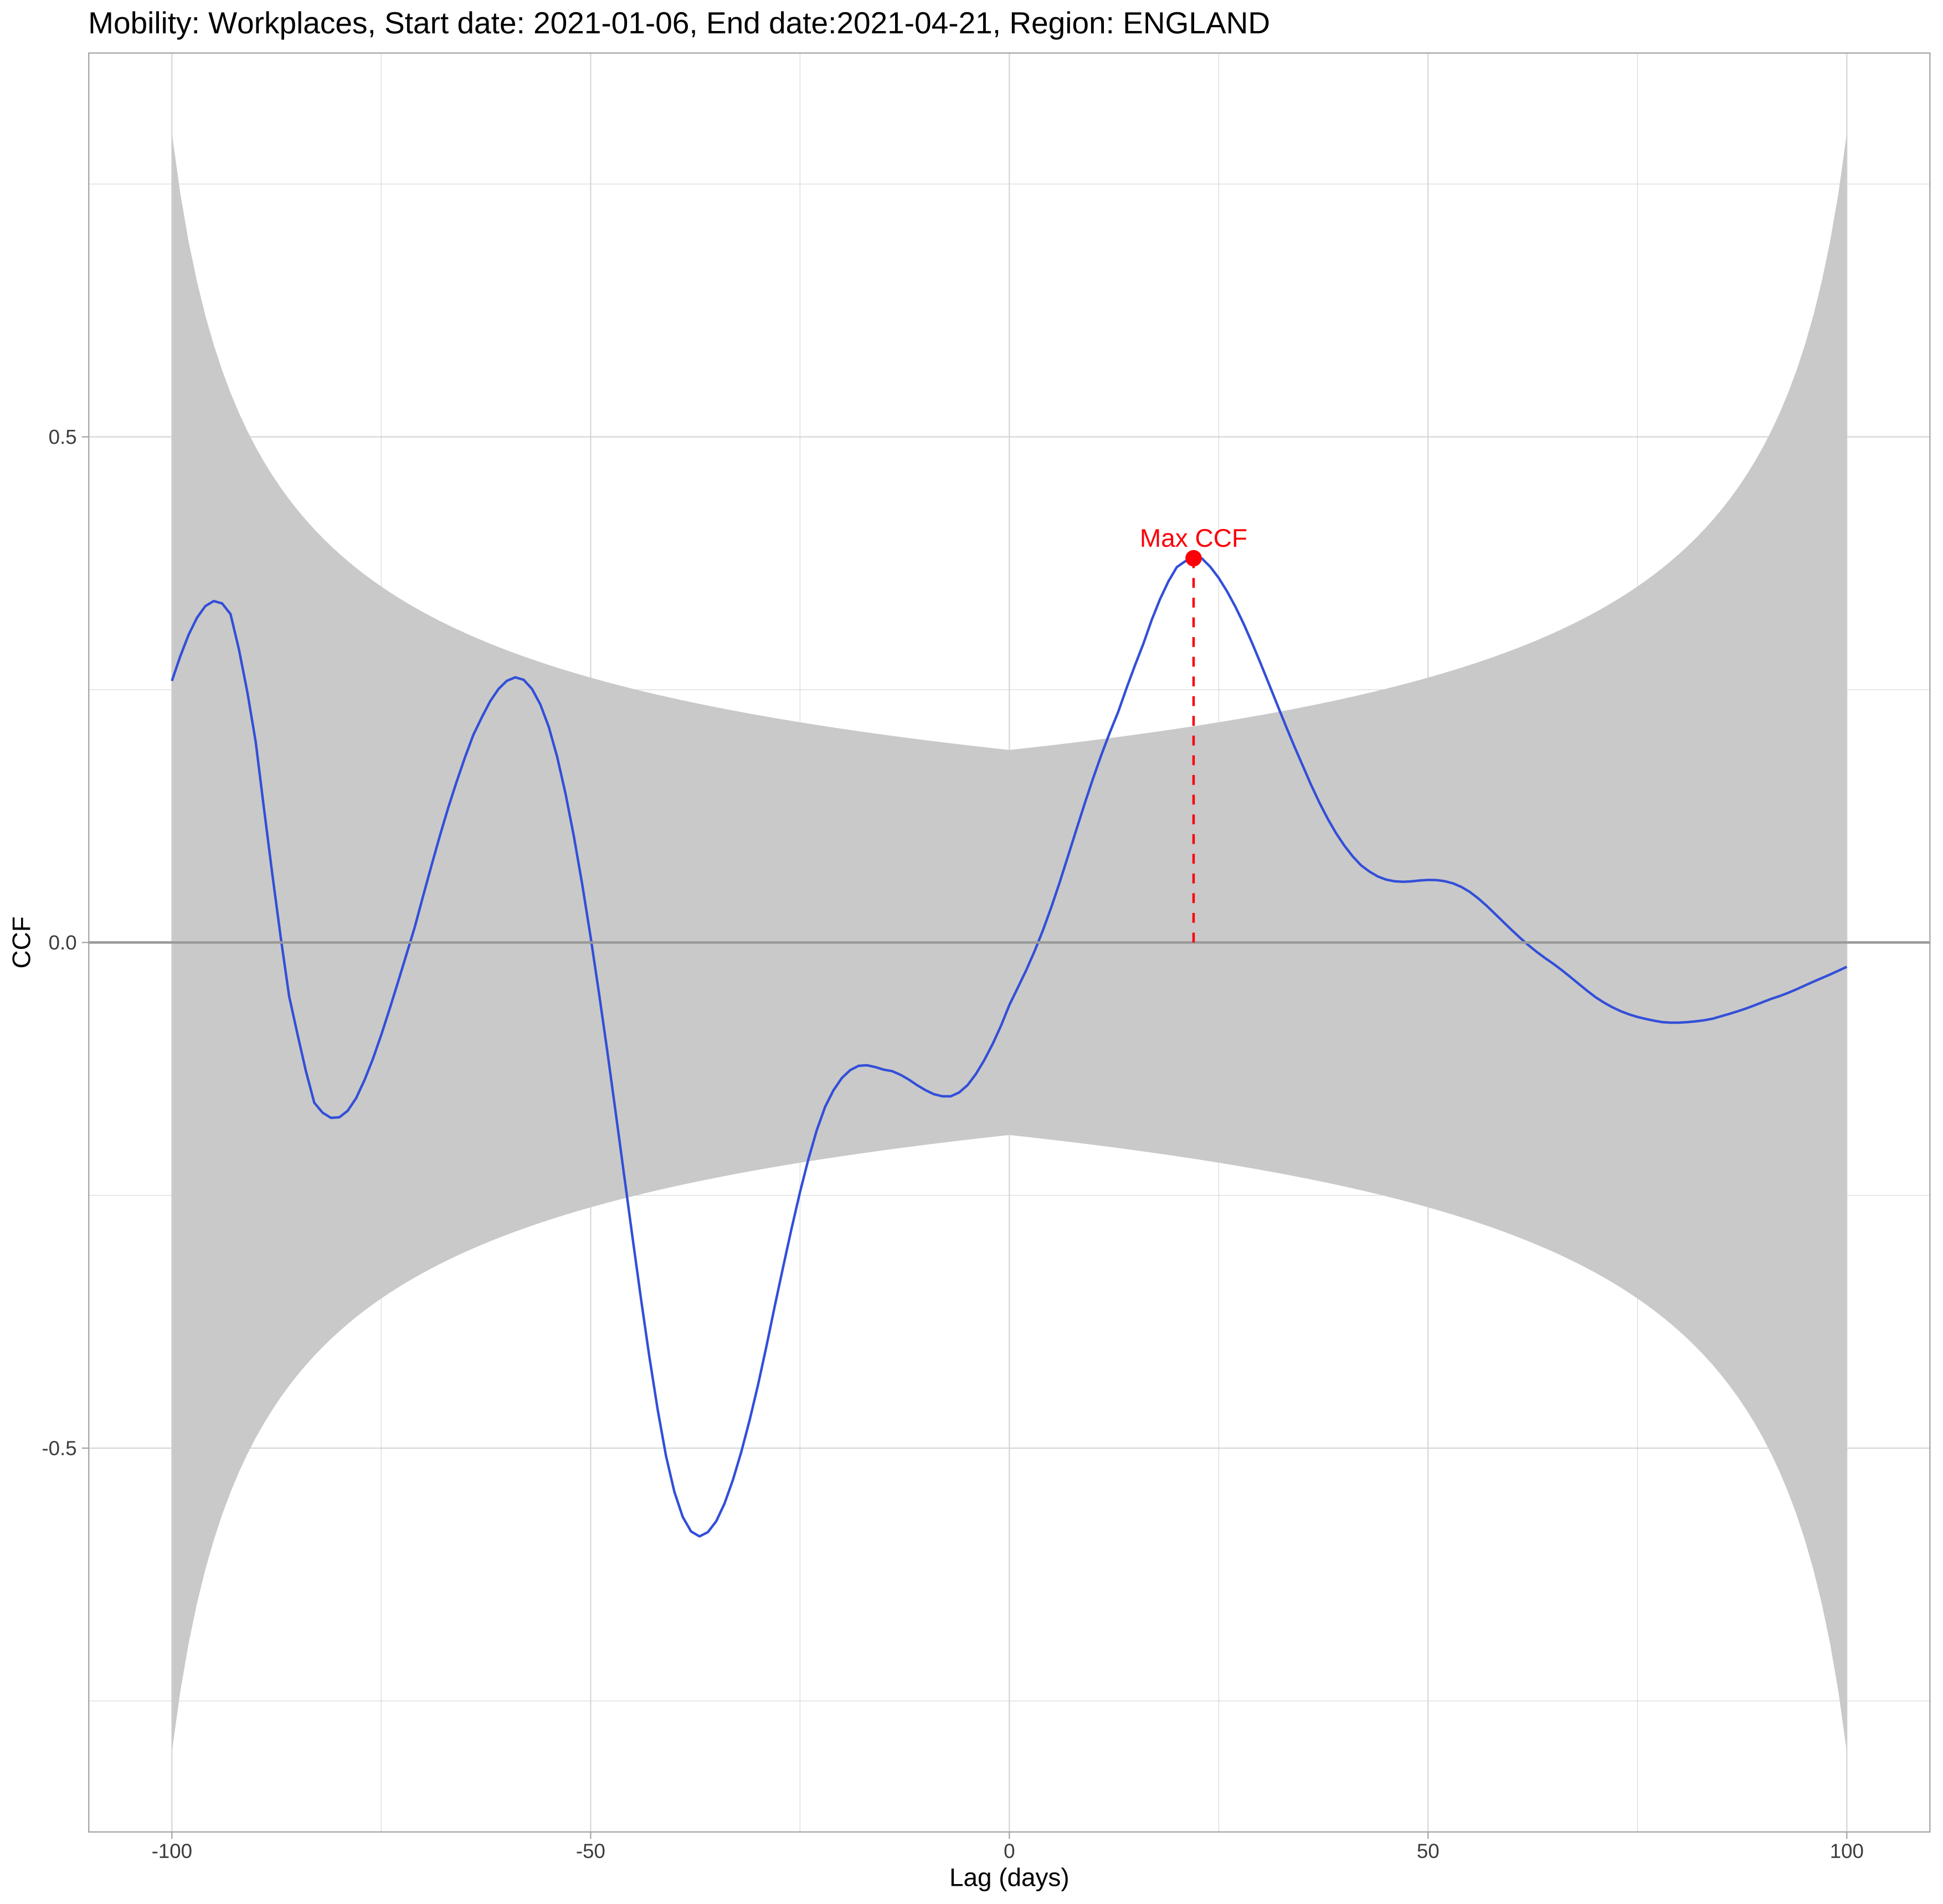 Mobility: Workplaces, Start date: 2021-01-06, End date:2021-04-21, Region: ENGLAND
Max CCF
0.5
0.0
-0.5
CCF
-100 -50 0 50 100
Lag (days)